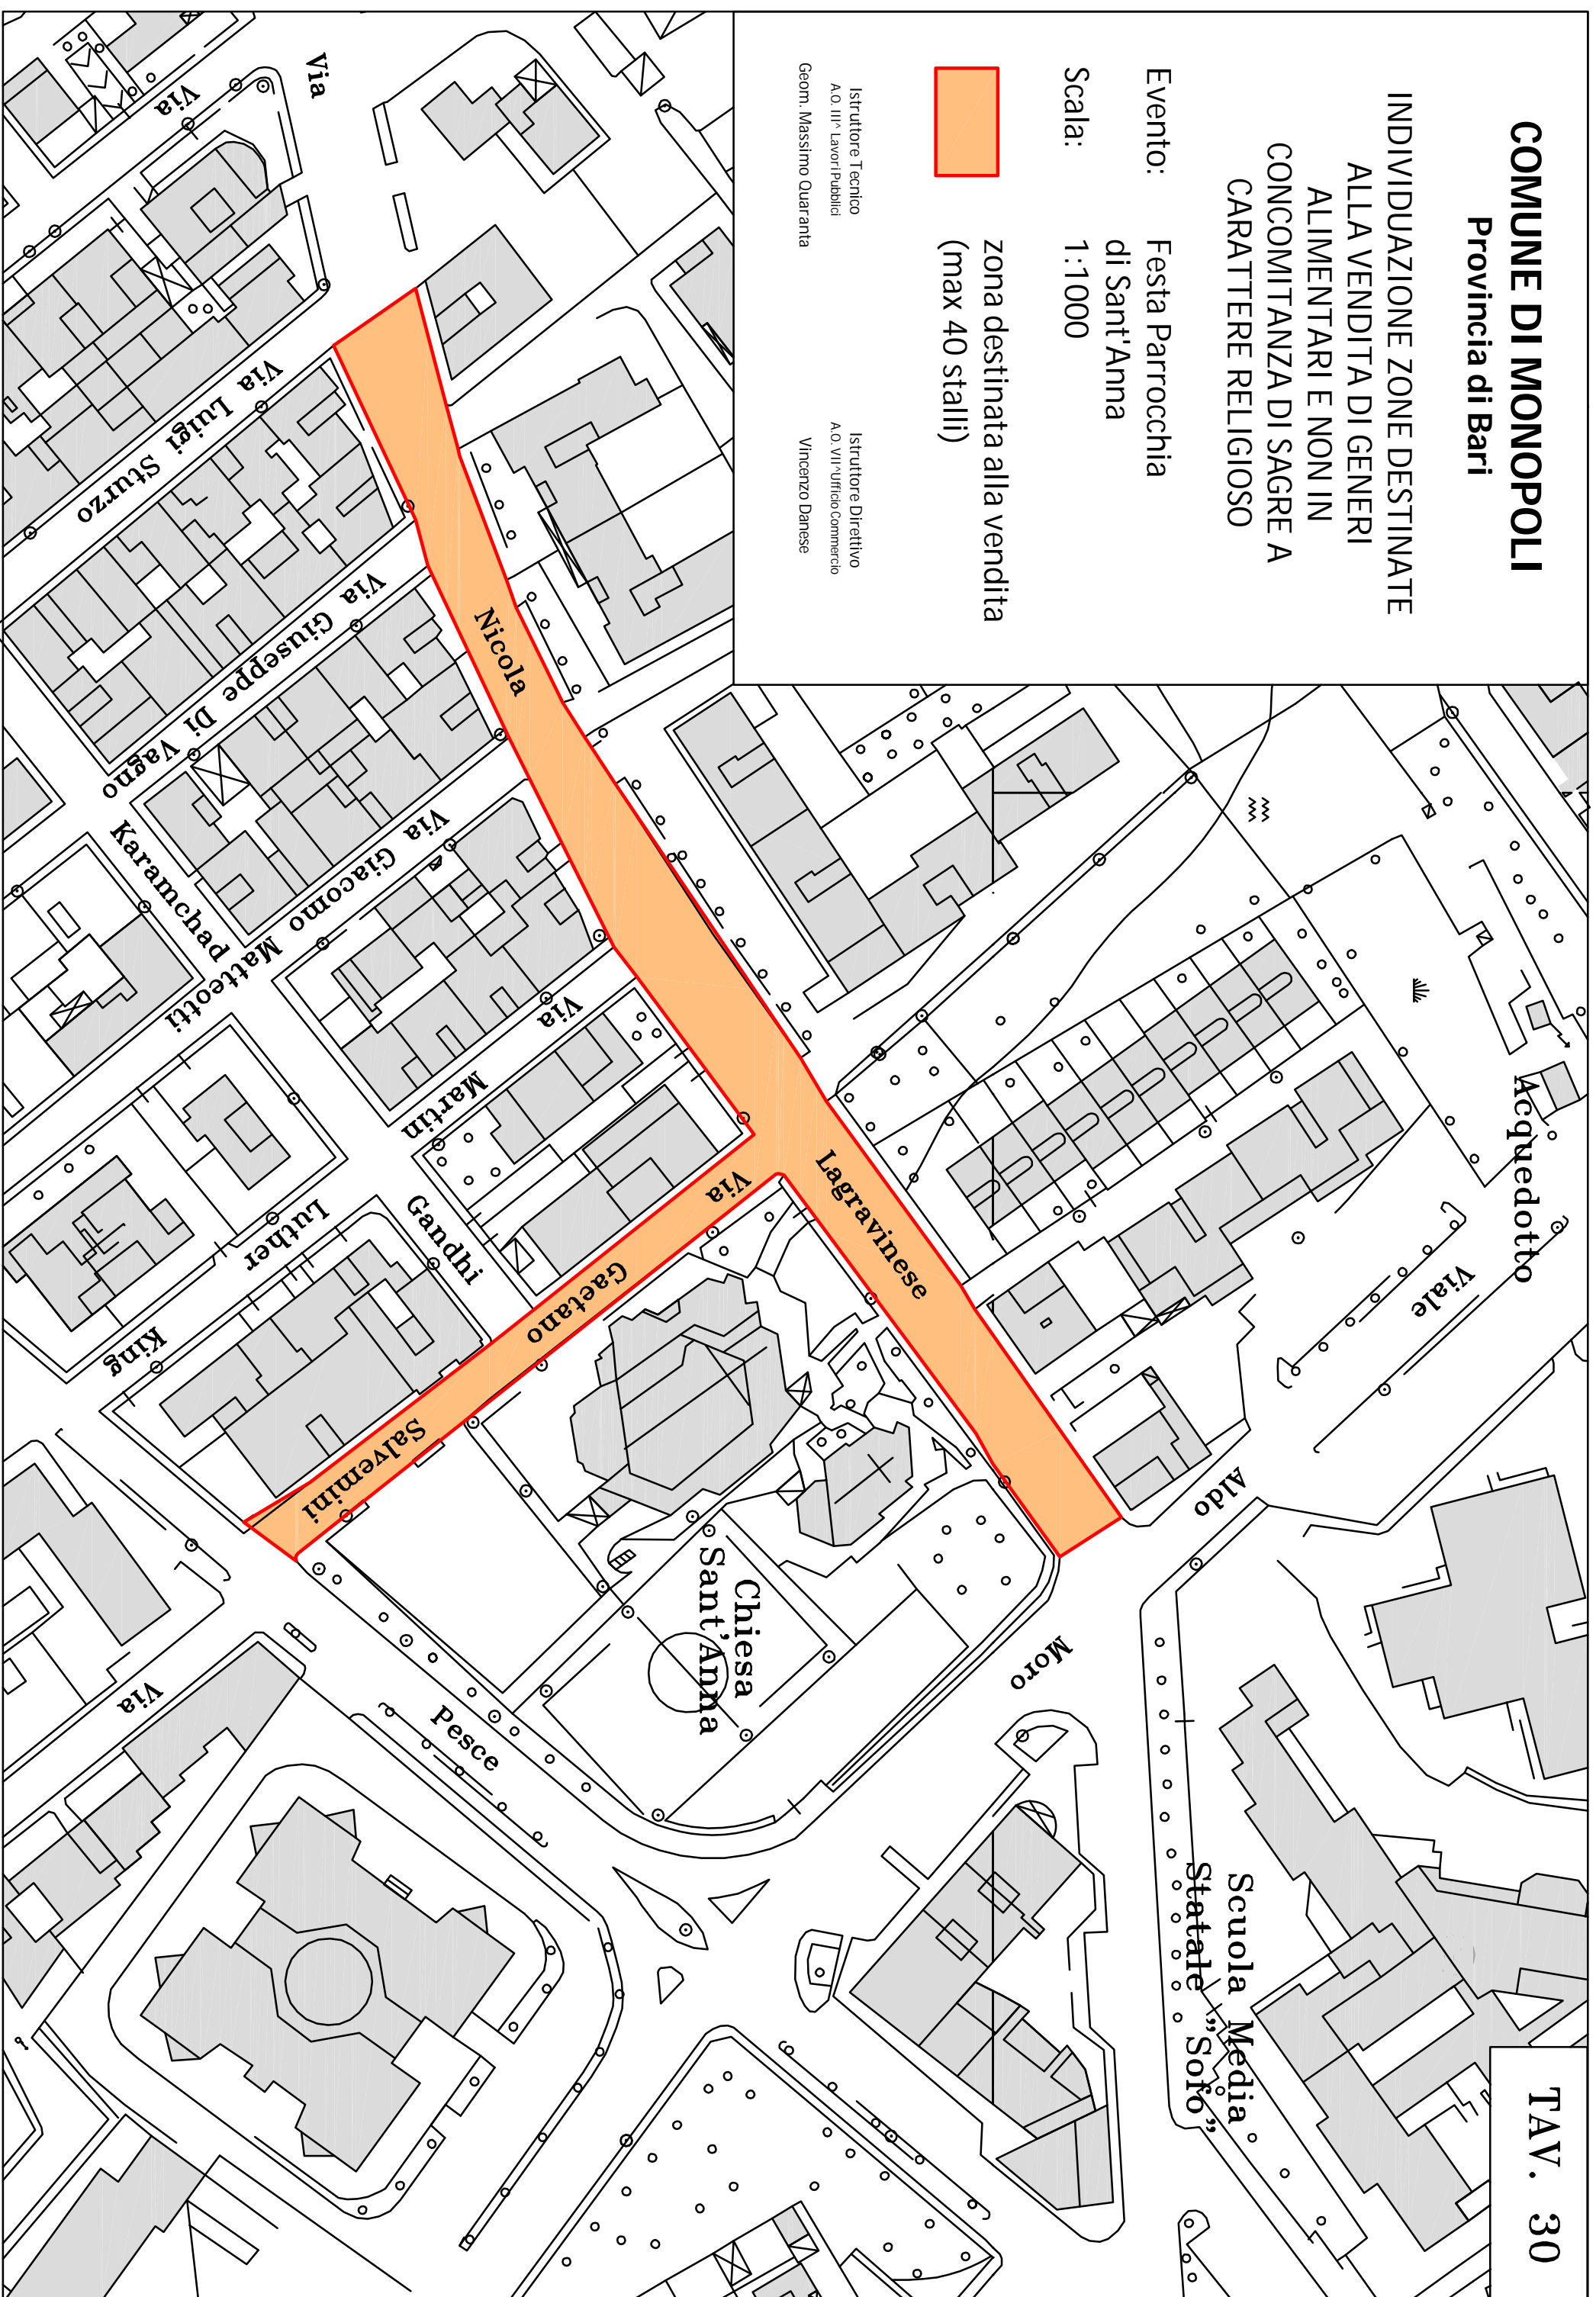 COMUNE DI MONOPOLI
Provincia di Bari
INDIVIDUAZIONE ZONE DESTINATE
ALLA VENDITA DI GENERI
ALIMENTARI E NON IN
CONCOMITANZA DI SAGRE A
CARATTERE RELIGIOSO
Evento: Festa Parrocchia
di Sant'Anna
Scala: 1:1000
zona destinata alla vendita
(max 40 stalli)
Istruttore Tecnico
A.O. III^ Lavori Pubblici
Geom. Massimo Quaranta
Istruttore Direttivo
A.O. VII^Ufficio Commercio
Vincenzo Danese
TAV. 30
Acquedotto
Viale
Aldo
Moro
Scuola Media
Statale "Sofo"
Chiesa
Sant'Anna
Via
Nicola
Lagravinese
Via
Gaetano
Salvemini
Via
Martin
Luther
King
Via Giacomo Matteotti
Via Giuseppe Di Vagno
Via Luigi Sturzo
Via
Karamchad
Gandhi
Pesce
Via